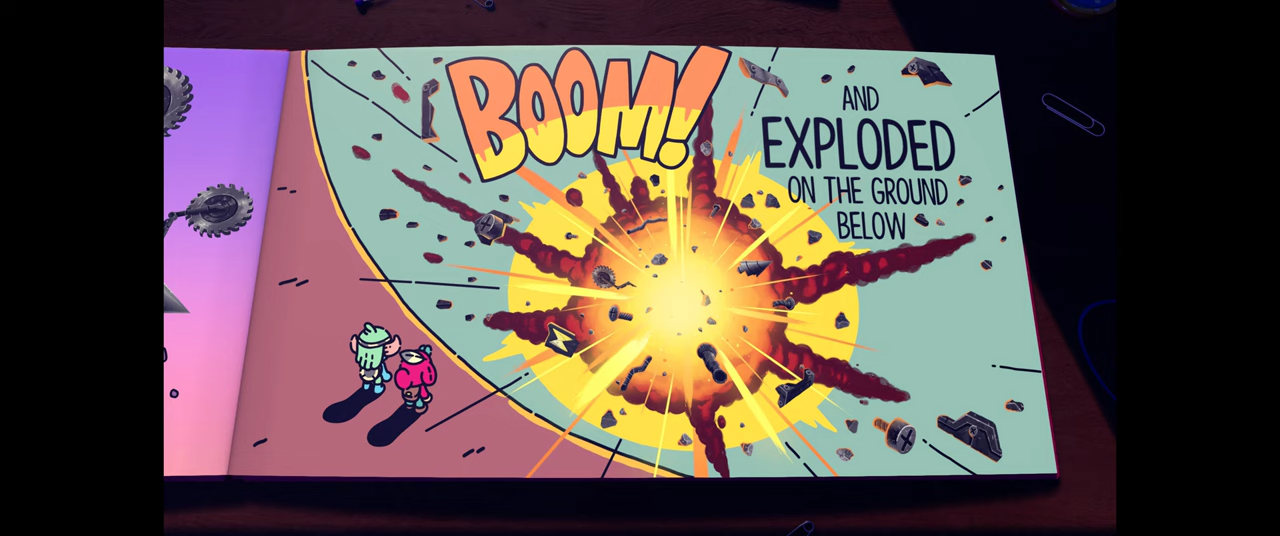 BOOM!
AND
EXPLODED
ON THE GROUND
BELOW